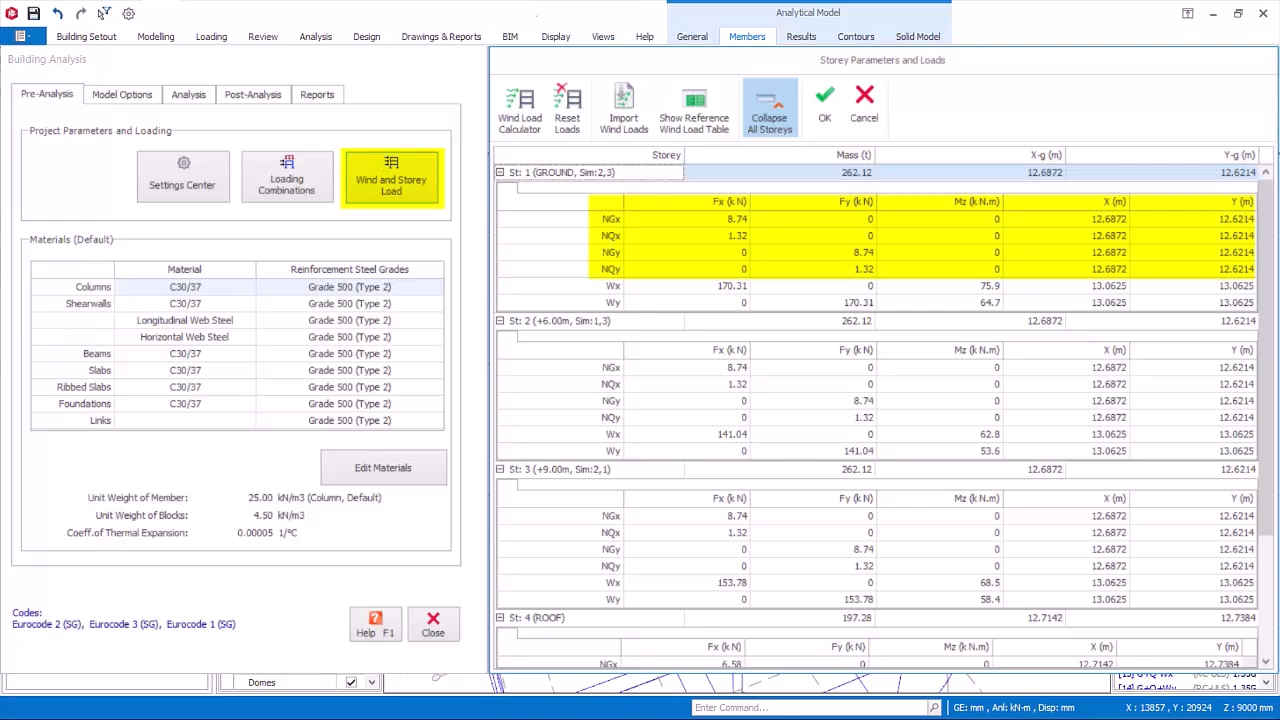 Analytical Model
Building Setout Modelling Loading Review Analysis Design Drawings & Reports BIM Display Views Help General Members Results Contours Solid Model
Building Analysis
Pre-Analysis Model Options Analysis Post-Analysis Reports
Project Parameters and Loading
Settings Center
Loading Combinations
Wind and Storey Load
Materials (Default)
Material Reinforcement Steel Grades
Columns C30/37 Grade 500 (Type 2)
Shearwalls C30/37 Grade 500 (Type 2)
Longitudinal Web Steel Grade 500 (Type 2)
Horizontal Web Steel Grade 500 (Type 2)
Beams C30/37 Grade 500 (Type 2)
Slabs C30/37 Grade 500 (Type 2)
Ribbed Slabs C30/37 Grade 500 (Type 2)
Foundations C30/37 Grade 500 (Type 2)
Links Grade 500 (Type 2)
Edit Materials
Unit Weight of Member: 25.00 kN/m3 (Column, Default)
Unit Weight of Blocks: 4.50 kN/m3
Coeff.of Thermal Expansion: 0.00005 1/°C
Codes:
Eurocode 2 (SG), Eurocode 3 (SG), Eurocode 1 (SG)
Help F1
Close
Storey Parameters and Loads
Wind Load Calculator
Reset Loads
Import Wind Loads
Show Reference Wind Load Table
Collapse All Storeys
OK
Cancel
Storey Mass (t) X-g (m) Y-g (m)
St: 1 (GROUND, Sim:2,3) 262.12 12.6872 12.6214
Fx (kN) Fy (kN) Mz (kN.m) X (m) Y (m)
NGx 8.74 0 0 12.6872 12.6214
NQx 1.32 0 0 12.6872 12.6214
NGy 0 8.74 0 12.6872 12.6214
NQy 0 1.32 0 12.6872 12.6214
Wx 170.31 0 75.9 13.0625 13.0625
Wy 0 170.31 64.7 13.0625 13.0625
St: 2 (+6.00m, Sim:1,3) 262.12 12.6872 12.6214
Fx (kN) Fy (kN) Mz (kN.m) X (m) Y (m)
NGx 8.74 0 0 12.6872 12.6214
NQx 1.32 0 0 12.6872 12.6214
NGy 0 8.74 0 12.6872 12.6214
NQy 0 1.32 0 12.6872 12.6214
Wx 141.04 0 62.8 13.0625 13.0625
Wy 0 141.04 53.6 13.0625 13.0625
St: 3 (+9.00m, Sim:2,1) 262.12 12.6872 12.6214
Fx (kN) Fy (kN) Mz (kN.m) X (m) Y (m)
NGx 8.74 0 0 12.6872 12.6214
NQx 1.32 0 0 12.6872 12.6214
NGy 0 8.74 0 12.6872 12.6214
NQy 0 1.32 0 12.6872 12.6214
Wx 153.78 0 68.5 13.0625 13.0625
Wy 0 153.78 58.4 13.0625 13.0625
St: 4 (ROOF) 197.28 12.7142 12.7384
Fx (kN) Fy (kN) Mz (kN.m) X (m) Y (m)
NGx 6.58 0 0 12.7142 12.7384
Domes
[14] G+Q+Wy (RC-ULS) 1.35G
Enter Command... GE: mm, Anl: kN-m , Disp: mm X : 13857, Y : 20924 Z : 9000 mm